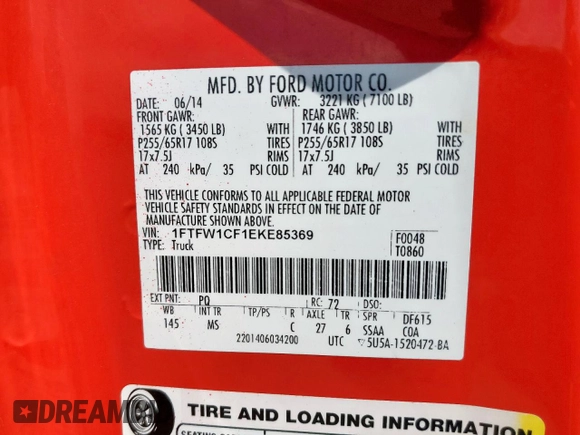 MFD. BY FORD MOTOR CO.
DATE: 06/14 GVWR: 3221 KG ( 7100 LB)
FRONT GAWR: REAR GAWR:
1565 KG ( 3450 LB) WITH 1746 KG ( 3850 LB) WITH
P255/65R17 108S TIRES P255/65R17 108S TIRES
17x7.5J RIMS 17x7.5J RIMS
AT 240 kPa/ 35 PSI COLD AT 240 kPa/ 35 PSI COLD
THIS VEHICLE CONFORMS TO ALL APPLICABLE FEDERAL MOTOR
VEHICLE SAFETY STANDARDS IN EFFECT ON THE DATE OF
MANUFACTURE SHOWN ABOVE.
VIN: 1FTFW1CF1EKE85369 F0048
TYPE: Truck T0860
EXT PNT: PQ RC: 72 DSO:
WB INT TR TP/PS R AXLE TR SPR DF615
145 MS C 27 6 SSAA COA
2201406034200 UTC ▽5U5A-1520472-BA
TIRE AND LOADING INFORMATION
DREAM